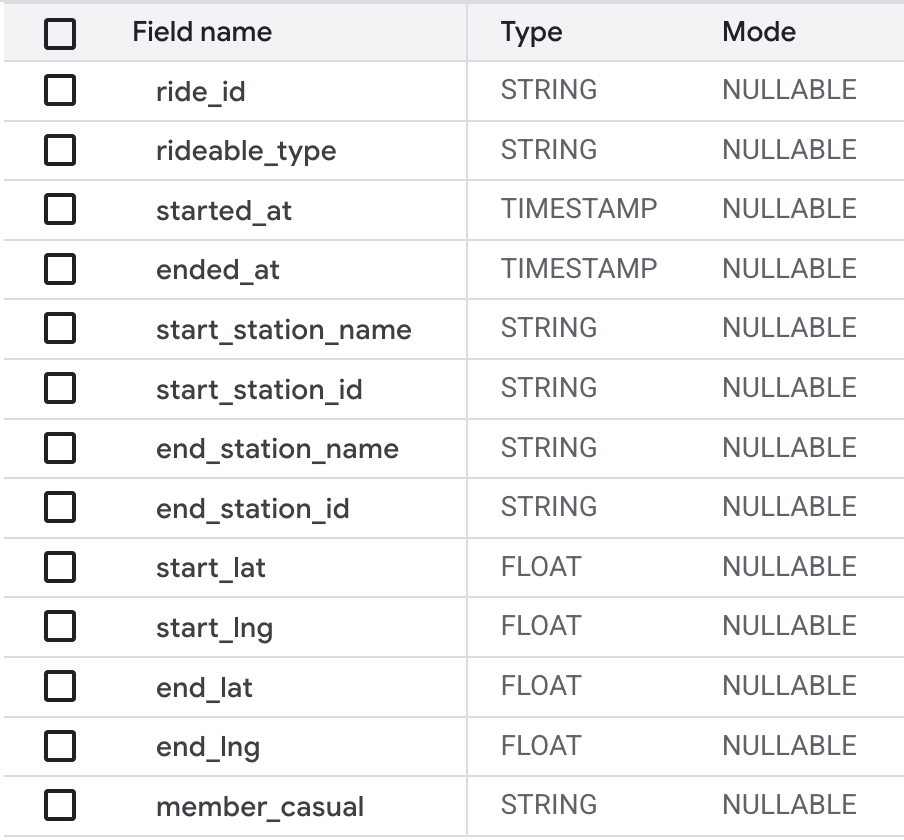 Field name Type Mode
ride_id STRING NULLABLE
rideable_type STRING NULLABLE
started_at TIMESTAMP NULLABLE
ended_at TIMESTAMP NULLABLE
start_station_name STRING NULLABLE
start_station_id STRING NULLABLE
end_station_name STRING NULLABLE
end_station_id STRING NULLABLE
start_lat FLOAT NULLABLE
start_lng FLOAT NULLABLE
end_lat FLOAT NULLABLE
end_lng FLOAT NULLABLE
member_casual STRING NULLABLE